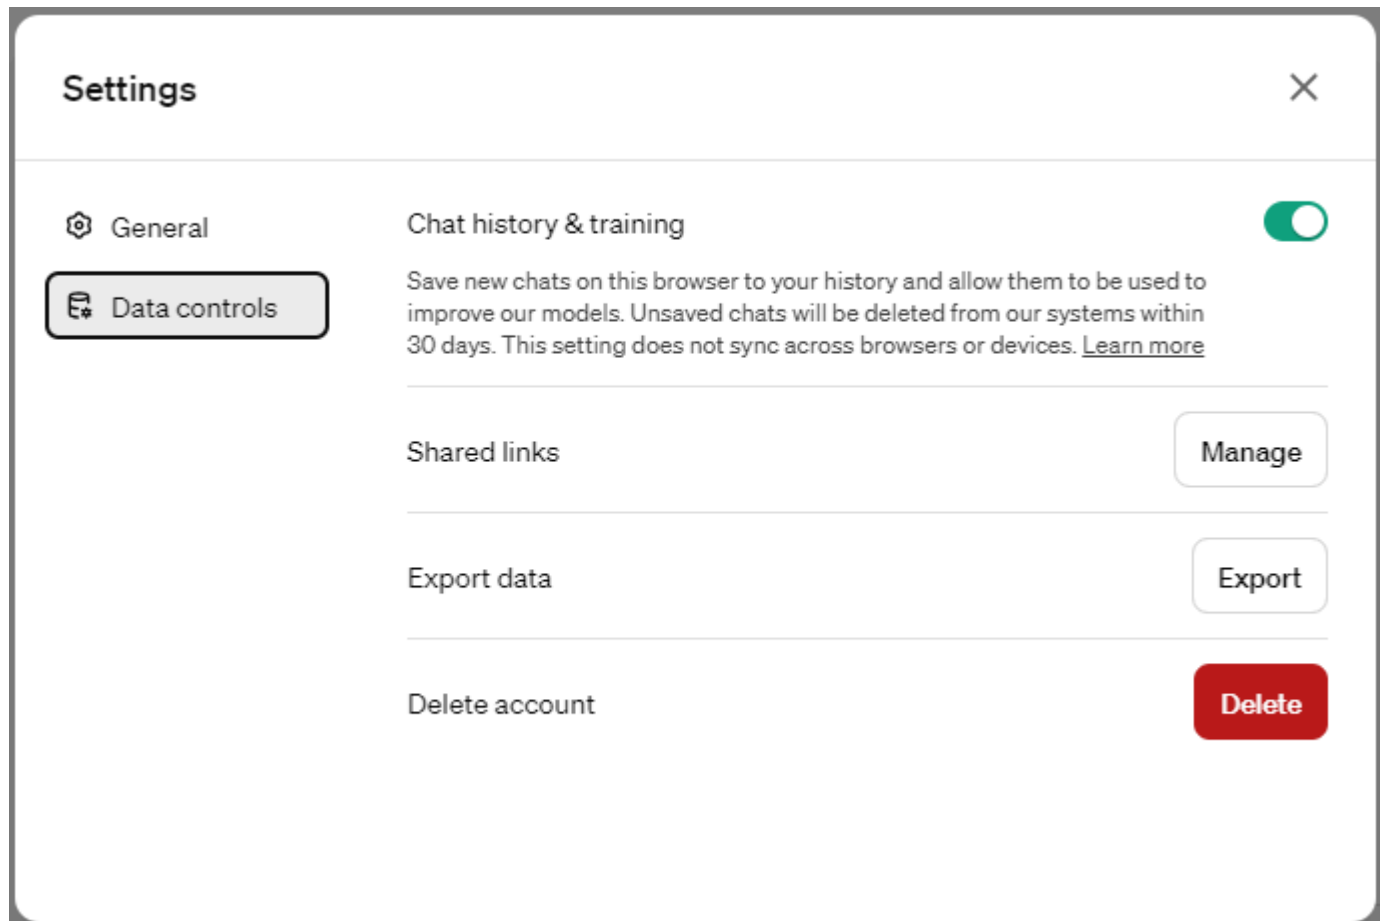 Settings
General
Data controls
Chat history & training
Save new chats on this browser to your history and allow them to be used to
improve our models. Unsaved chats will be deleted from our systems within
30 days. This setting does not sync across browsers or devices. Learn more
Shared links
Manage
Export data
Export
Delete account
Delete